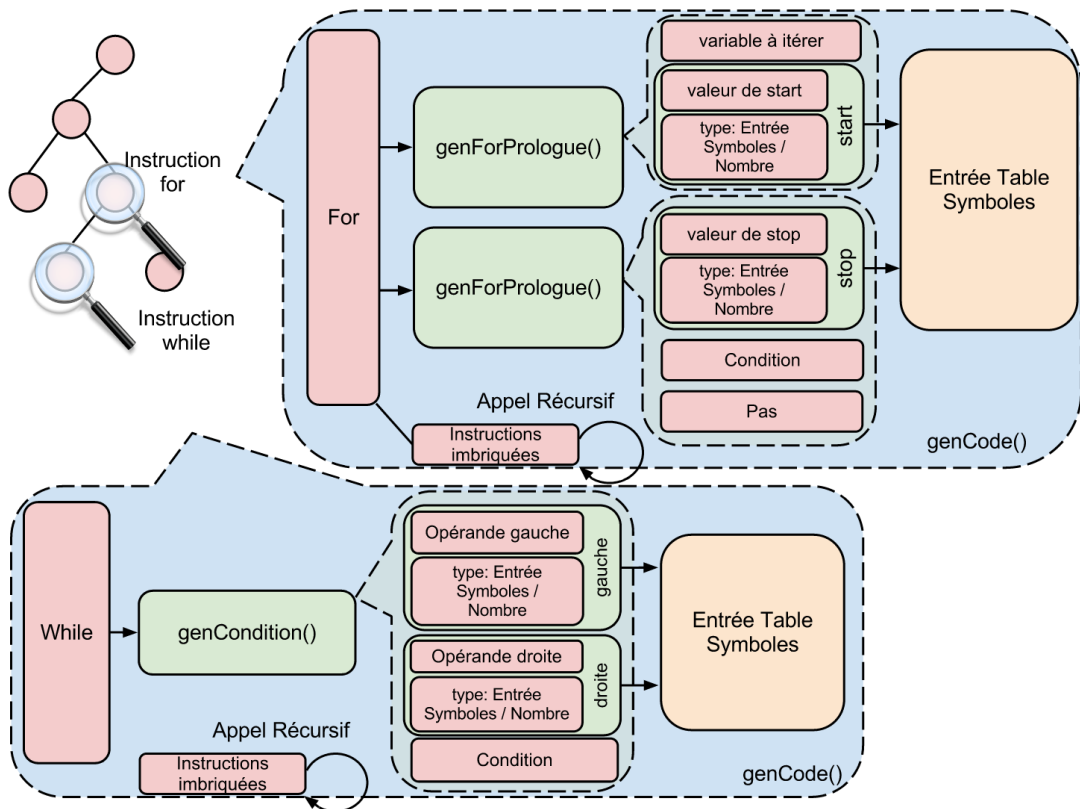 Instruction
for
Instruction
while
For
genForPrologue()
variable à itérer
valeur de start
type: Entrée
Symboles /
Nombre
start
Entrée Table
Symboles
genForPrologue()
valeur de stop
type: Entrée
Symboles /
Nombre
stop
Condition
Pas
Appel Récursif
Instructions
imbriquées
genCode()
While
genCondition()
Opérande gauche
type: Entrée
Symboles /
Nombre
gauche
Opérande droite
type: Entrée
Symboles / Nombre
droite
Condition
Entrée Table
Symboles
Appel Récursif
Instructions
imbriquées
genCode()